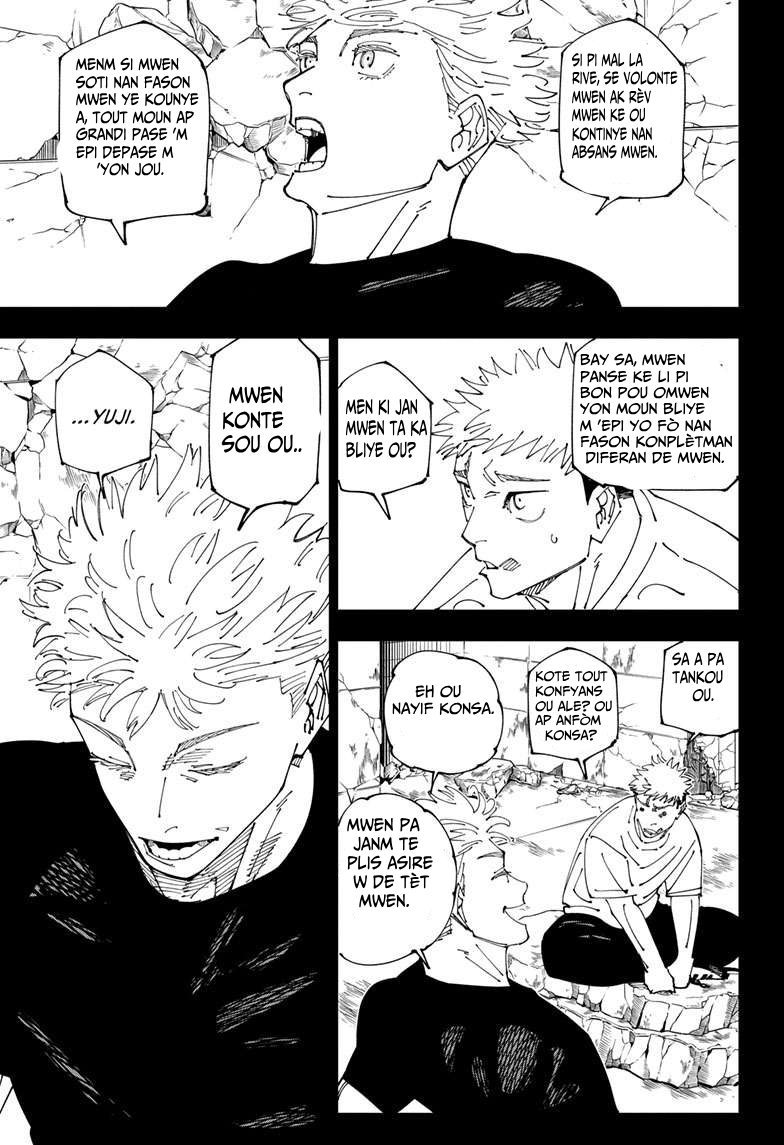 SI PI MAL LA
RIVE, SE VOLONTE
MWEN AK RÈV
MWEN KE OU
KONTINYE NAN
ABSANS MWEN.
MENM SI MWEN
SOTI NAN FASON
MWEN YE KOUNYE
A, TOUT MOUN AP
GRANDI PASE 'M
EPI DEPASE M
'YON JOU.
BAY SA, MWEN
PANSE KE LI PI
BON POU OMWEN
YON MOUN BLIYE
M 'EPI YO FÒ NAN
FASON KONPLÈTMAN
DIFERAN DE MWEN.
MEN KI JAN
MWEN TA KA
BLIYE OU?
SA A PA
TANKOU
OU.
KOTE TOUT
KONFYANS
OU ALE? OU
AP ANFÒM
KONSA?
EH OU
NAYIF KONSA.
MWEN PA
JANM TE
PLIS ASIRE
W DE TÈT
MWEN.
MWEN
KONTE
SOU OU..
...YUJI.